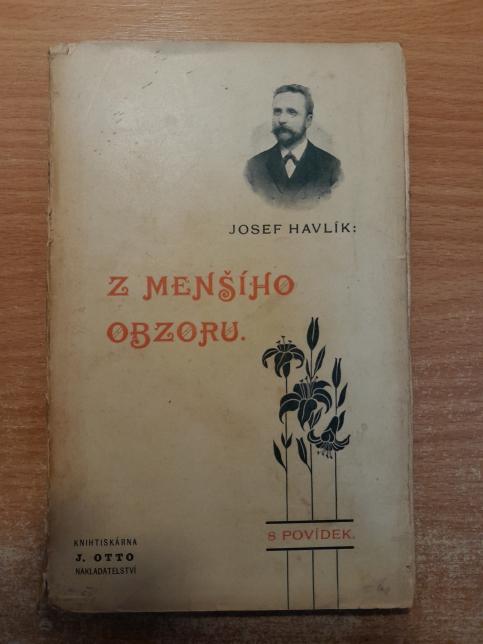 JOSEF HAVLÍK:
Z MENŠÍHO
OBZORU.
8 POVÍDEK.
KNIHTISKÁRNA
J. OTTO
NAKLADATELSTVÍ